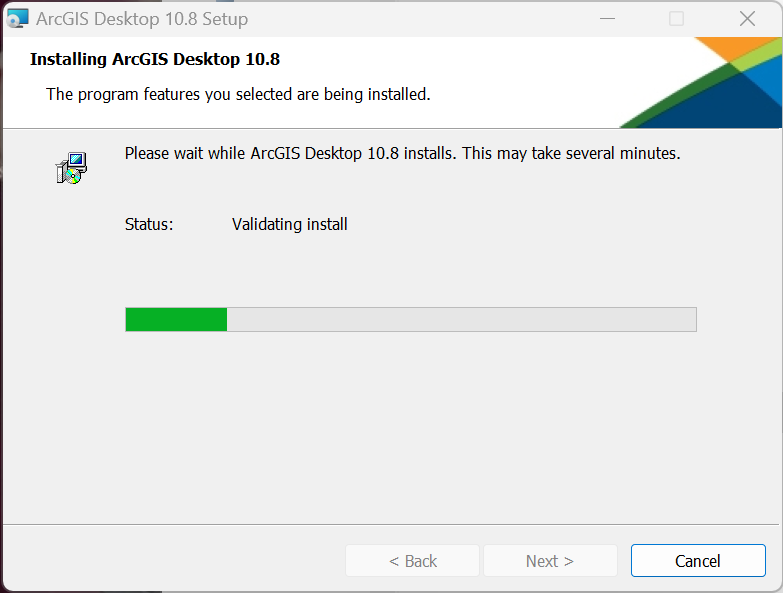 ArcGIS Desktop 10.8 Setup
Installing ArcGIS Desktop 10.8
The program features you selected are being installed.
Please wait while ArcGIS Desktop 10.8 installs. This may take several minutes.
Status: Validating install
< Back Next > Cancel